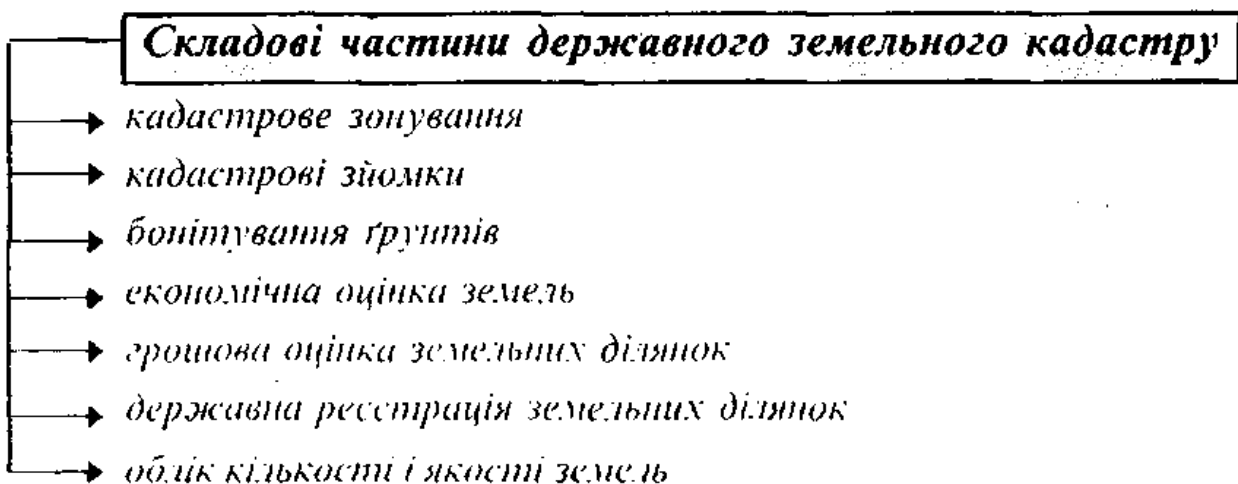 Складові частини державного земельного кадастру
кадастрове зонування
кадастрові зйомки
бонітування ґрунтів
економічна оцінка земель
грошова оцінка земельних ділянок
державна реєстрація земельних ділянок
облік кількості і якості земель